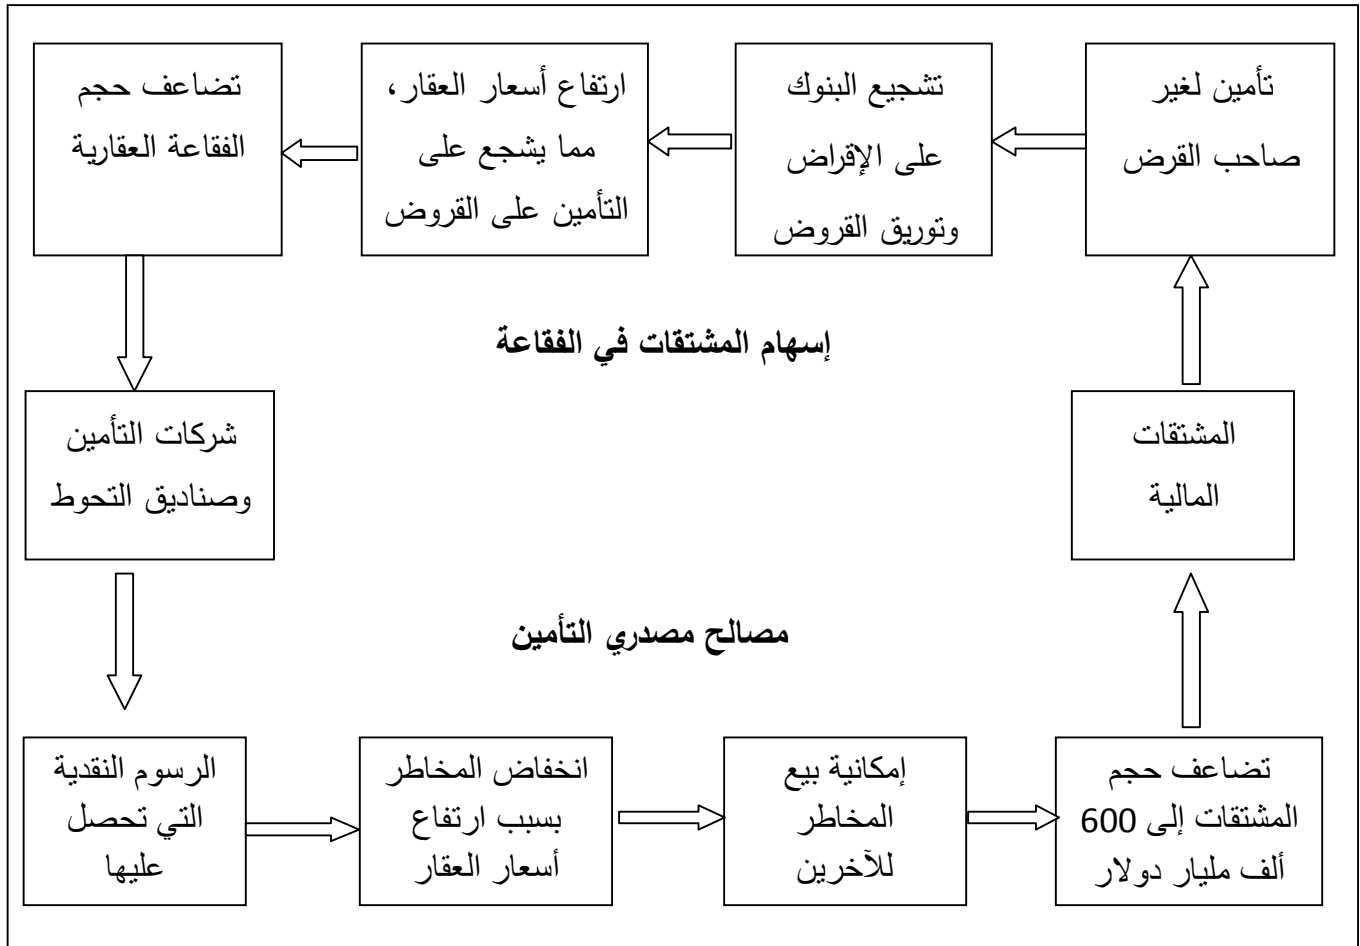 تأمين لغير
صاحب القرض
تشجيع البنوك
على الإقراض
وتوريق القروض
ارتفاع أسعار العقار،
مما يشجع على
التأمين على القروض
تضاعف حجم
الفقاعة العقارية
إسهام المشتقات في الفقاعة
المشتقات
المالية
شركات التأمين
وصناديق التحوط
مصالح مصدري التأمين
الرسوم النقدية
التي تحصل
عليها
انخفاض المخاطر
بسبب ارتفاع
أسعار العقار
إمكانية بيع
المخاطر
للآخرين
تضاعف حجم
المشتقات إلى 600
ألف مليار دولار